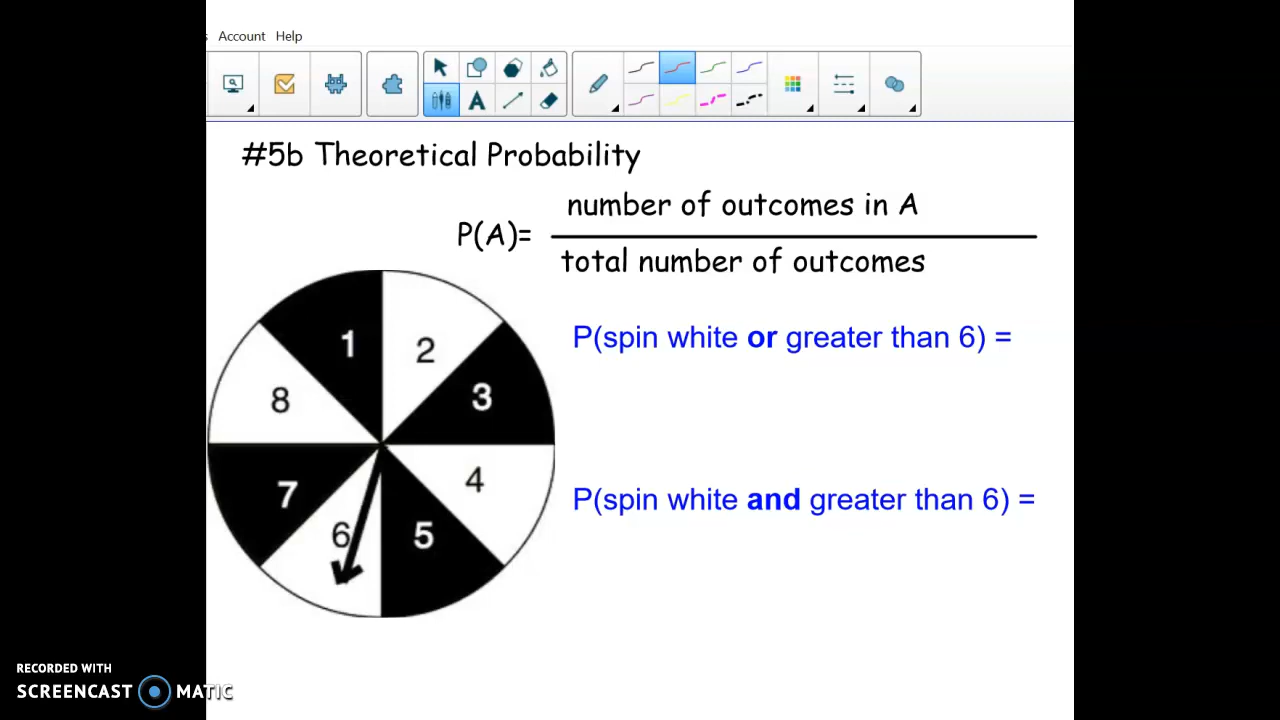 s Account Help
#5b Theoretical Probability
number of outcomes in A
P(A)=
total number of outcomes
P(spin white or greater than 6) =
P(spin white and greater than 6) =
1
2
3
4
5
6
7
8
RECORDED WITH
SCREENCAST MATIC